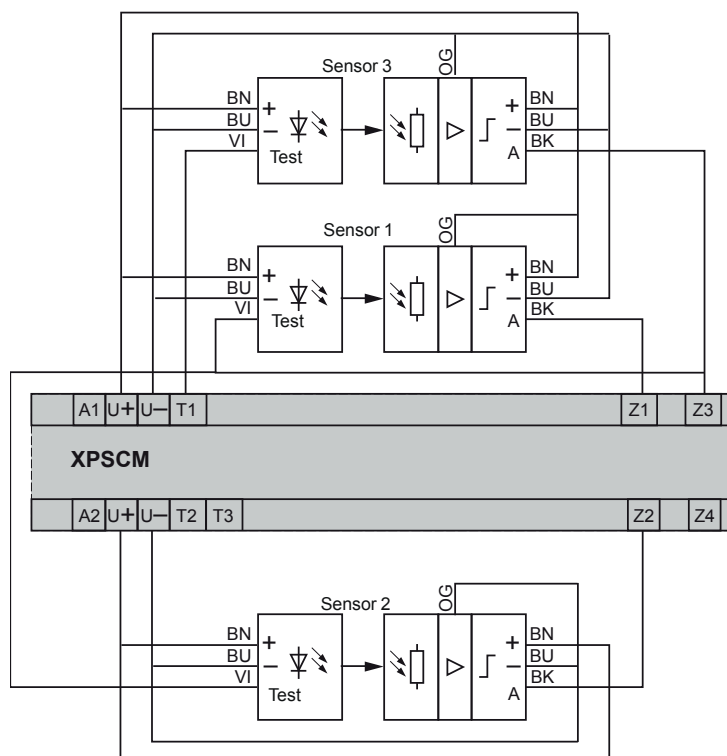 Sensor 3
OG
BN
BU
VI
+
−
Test
+
−
A
BN
BU
BK
Sensor 1
OG
BN
BU
VI
+
−
Test
+
−
A
BN
BU
BK
A1 U+ U− T1 Z1 Z3
XPSCM
A2 U+ U− T2 T3 Z2 Z4
Sensor 2
OG
BN
BU
VI
+
−
Test
+
−
A
BN
BU
BK